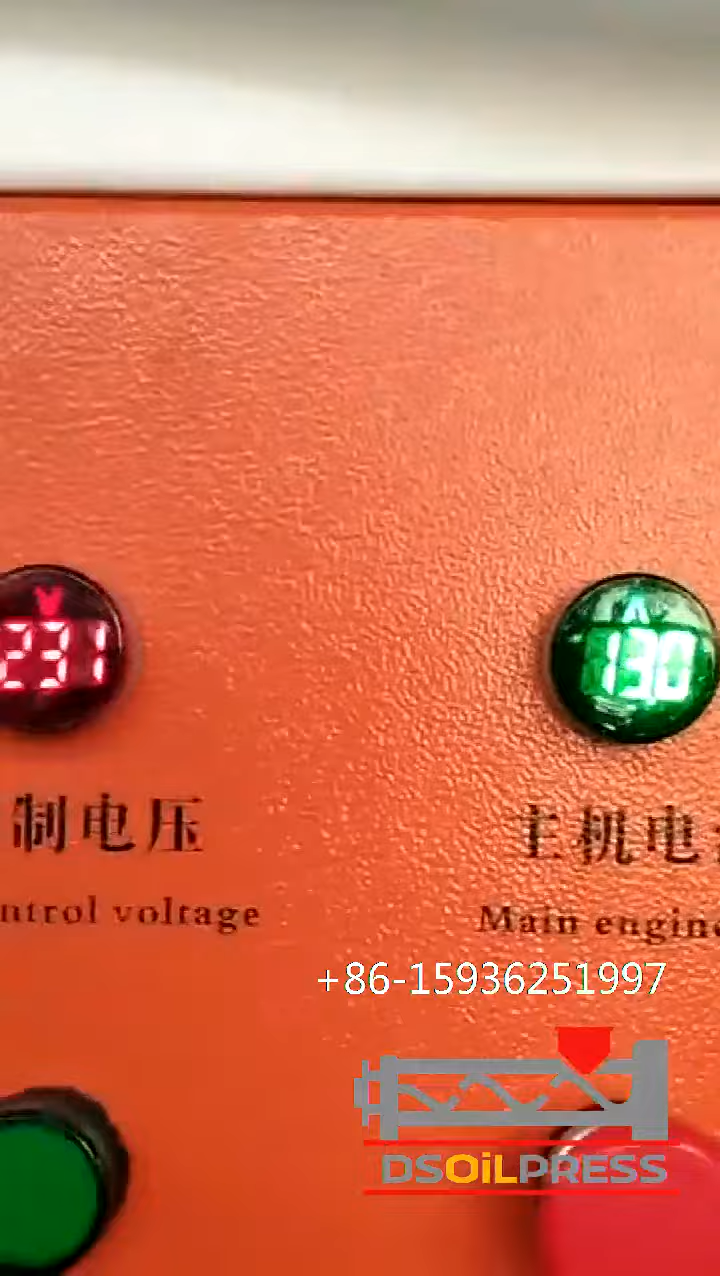 V
A
231
130
制电压
主机电
ntrol voltage
Main engine
+86-15936251997
DSOiLPRESS